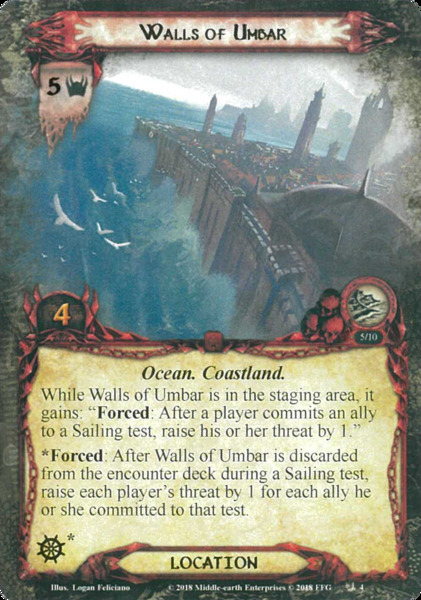 Walls of Umbar
5
4
5/10
Ocean. Coastland.
While Walls of Umbar is in the staging area, it
gains: “Forced: After a player commits an ally
to a Sailing test, raise his or her threat by 1.”
*Forced: After Walls of Umbar is discarded
from the encounter deck during a Sailing test,
raise each player’s threat by 1 for each ally he
or she committed to that test.
*
LOCATION
Illus. Logan Feliciano © 2018 Middle-earth Enterprises © 2018 FFG 4